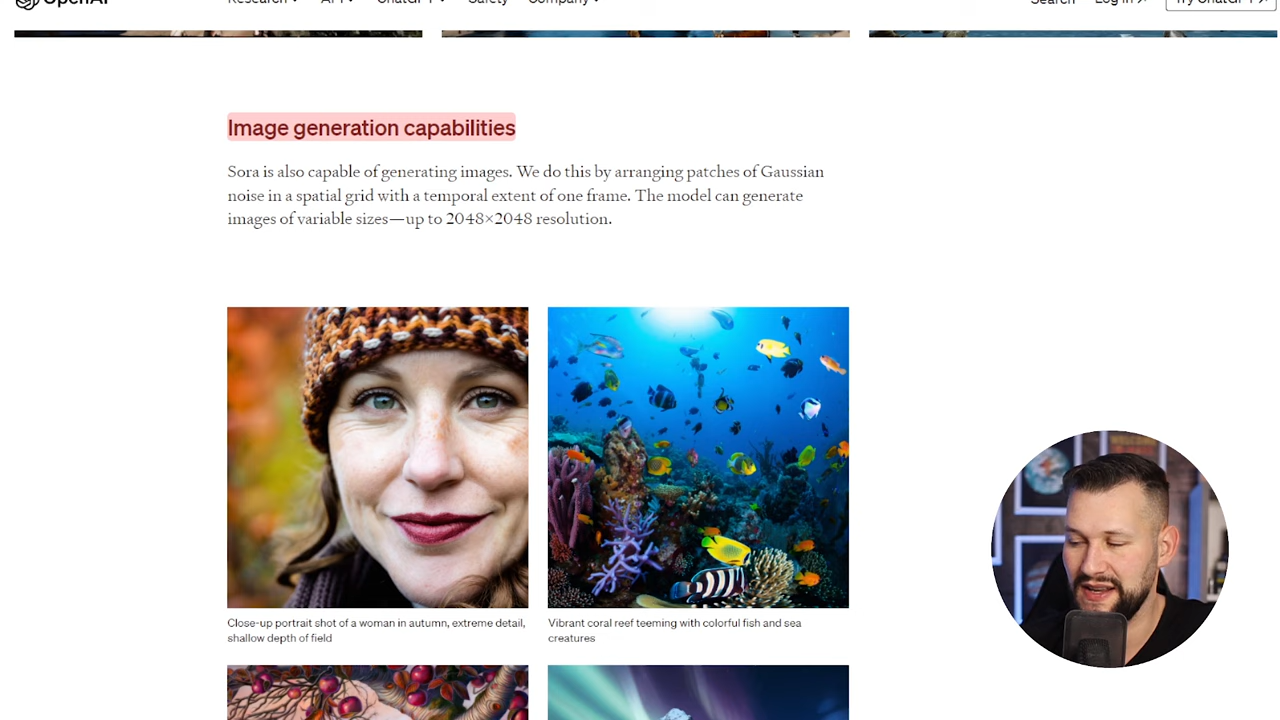 OpenAI
Research
API
ChatGPT
Safety
Company
Search
Log in
Try ChatGPT
Image generation capabilities
Sora is also capable of generating images. We do this by arranging patches of Gaussian
noise in a spatial grid with a temporal extent of one frame. The model can generate
images of variable sizes—up to 2048×2048 resolution.
Close-up portrait shot of a woman in autumn, extreme detail,
shallow depth of field
Vibrant coral reef teeming with colorful fish and sea
creatures